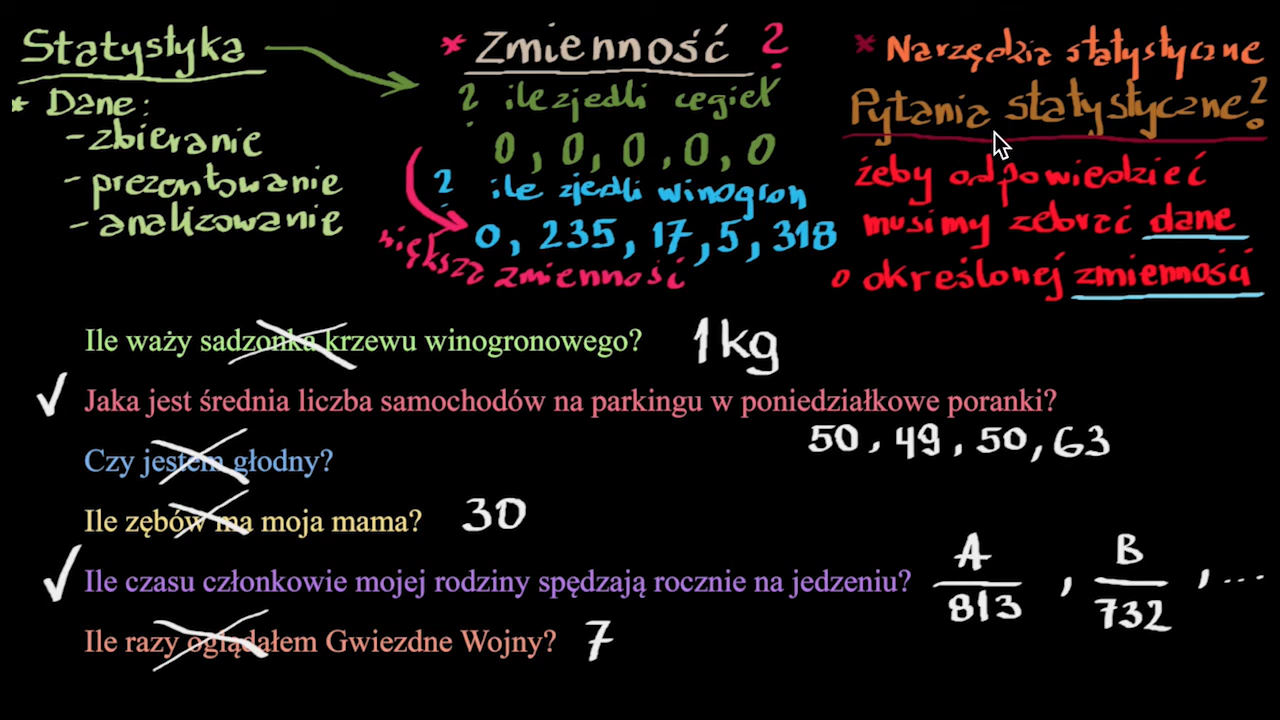 Statystyka
* Dane:
- zbieranie
- prezentowanie
- analizowanie
* Zmienność ?
? ile zjedli cegieł
0, 0, 0, 0, 0
? ile zjedli winogron
0, 235, 17, 5, 318
większa zmienność
* Narzędzia statystyczne
Pytania statystyczne?
żeby odpowiedzieć
musimy zebrać dane
o określonej zmienności
Ile waży sadzonka krzewu winogronowego? 1kg
✓ Jaka jest średnia liczba samochodów na parkingu w poniedziałkowe poranki?
50, 49, 50, 63
Czy jestem głodny?
Ile zębów ma moja mama? 30
✓ Ile czasu członkowie mojej rodziny spędzają rocznie na jedzeniu?
A B
813, 732, ...
Ile razy oglądałem Gwiezdne Wojny? 7